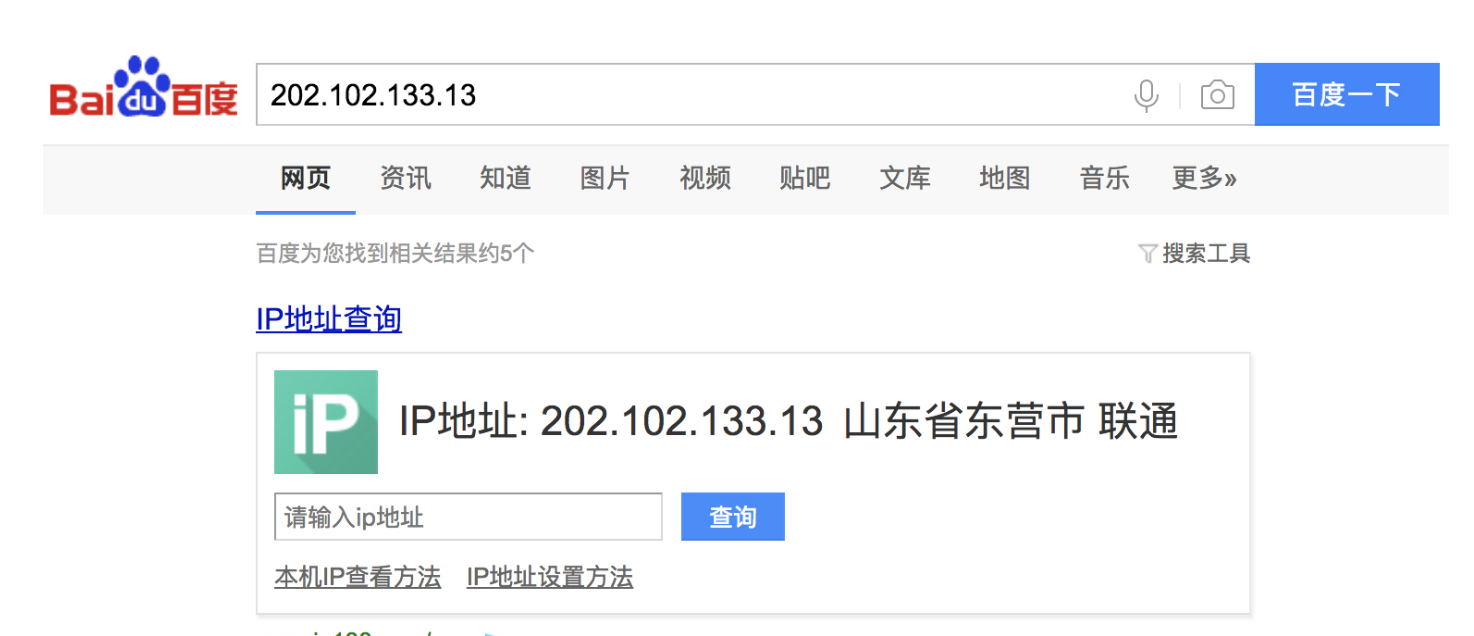 Bai du 百度 202.102.133.13 百度一下
网页 资讯 知道 图片 视频 贴吧 文库 地图 音乐 更多»
百度为您找到相关结果约5个 搜索工具
IP地址查询
iP IP地址: 202.102.133.13 山东省东营市 联通
请输入ip地址 查询
本机IP查看方法 IP地址设置方法